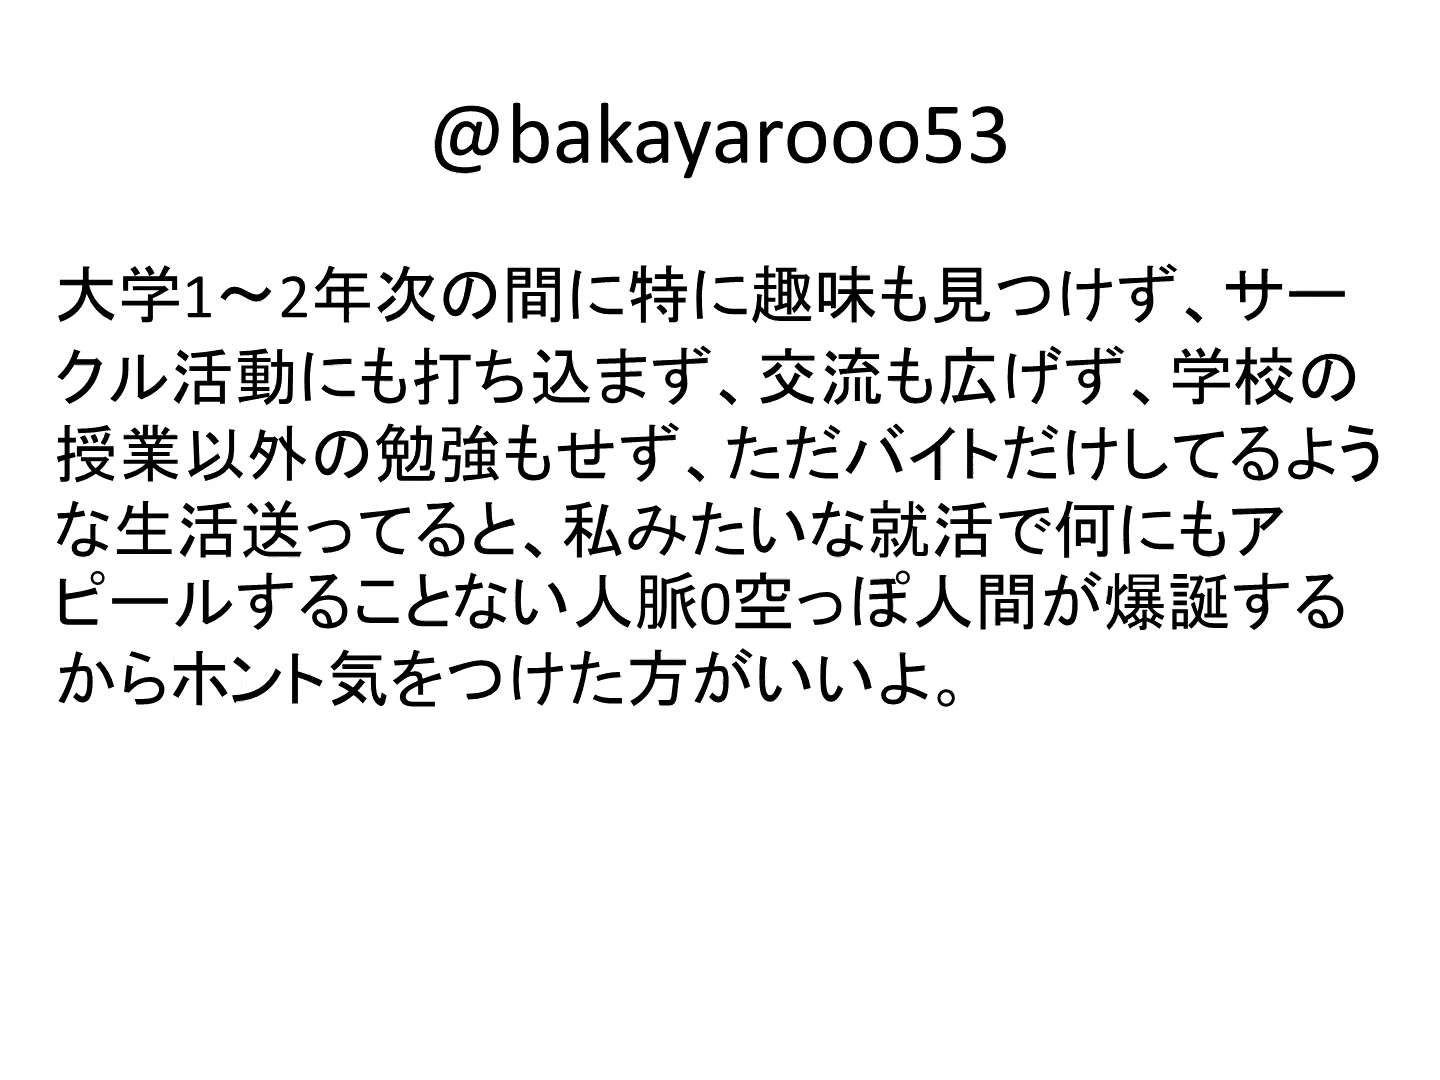 @bakayarooo53
大学1～2年次の間に特に趣味も見つけず、サー
クル活動にも打ち込まず、交流も広げず、学校の
授業以外の勉強もせず、ただバイトだけしてるよう
な生活送ってると、私みたいな就活で何にもア
ピールすることない人脈0空っぽ人間が爆誕する
からホント気をつけた方がいいよ。